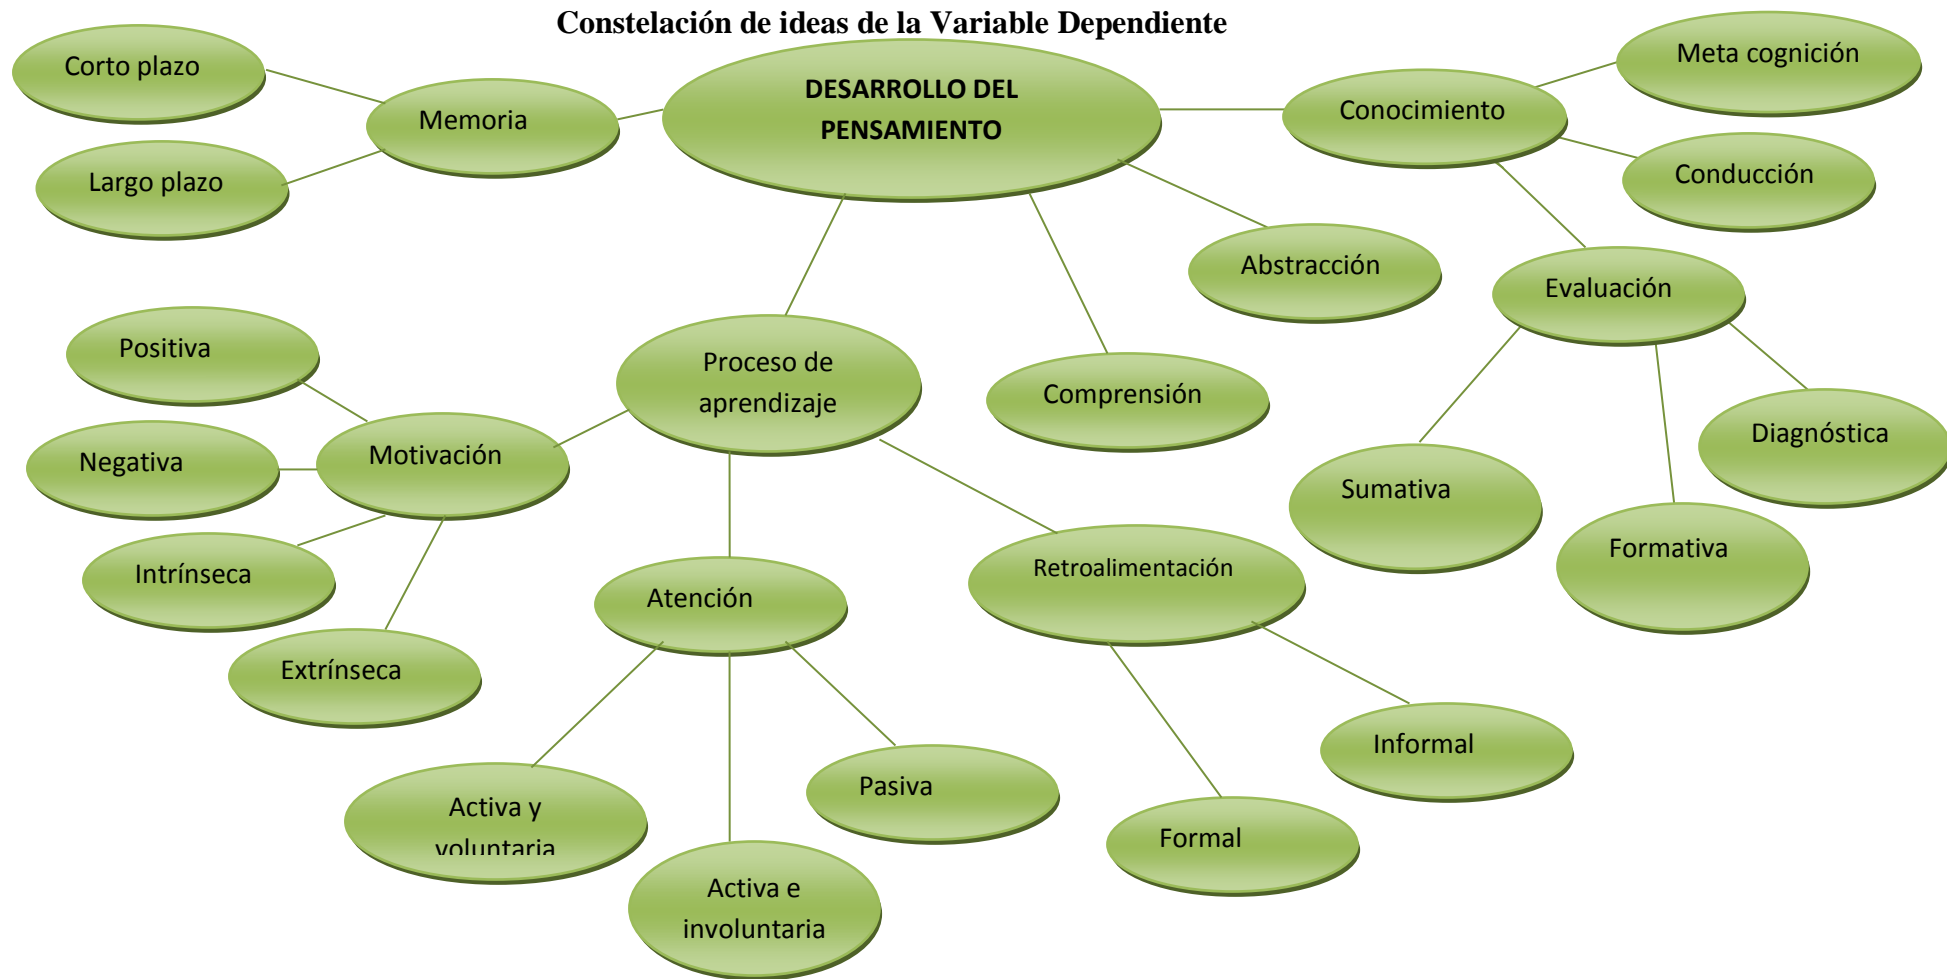 Constelación de ideas de la Variable Dependiente
Corto plazo
Largo plazo
Memoria
DESARROLLO DEL
PENSAMIENTO
Conocimiento
Meta cognición
Conducción
Abstracción
Evaluación
Comprensión
Proceso de
aprendizaje
Positiva
Negativa
Motivación
Intrínseca
Extrínseca
Atención
Retroalimentación
Sumativa
Formativa
Diagnóstica
Activa y
voluntaria
Activa e
involuntaria
Pasiva
Informal
Formal